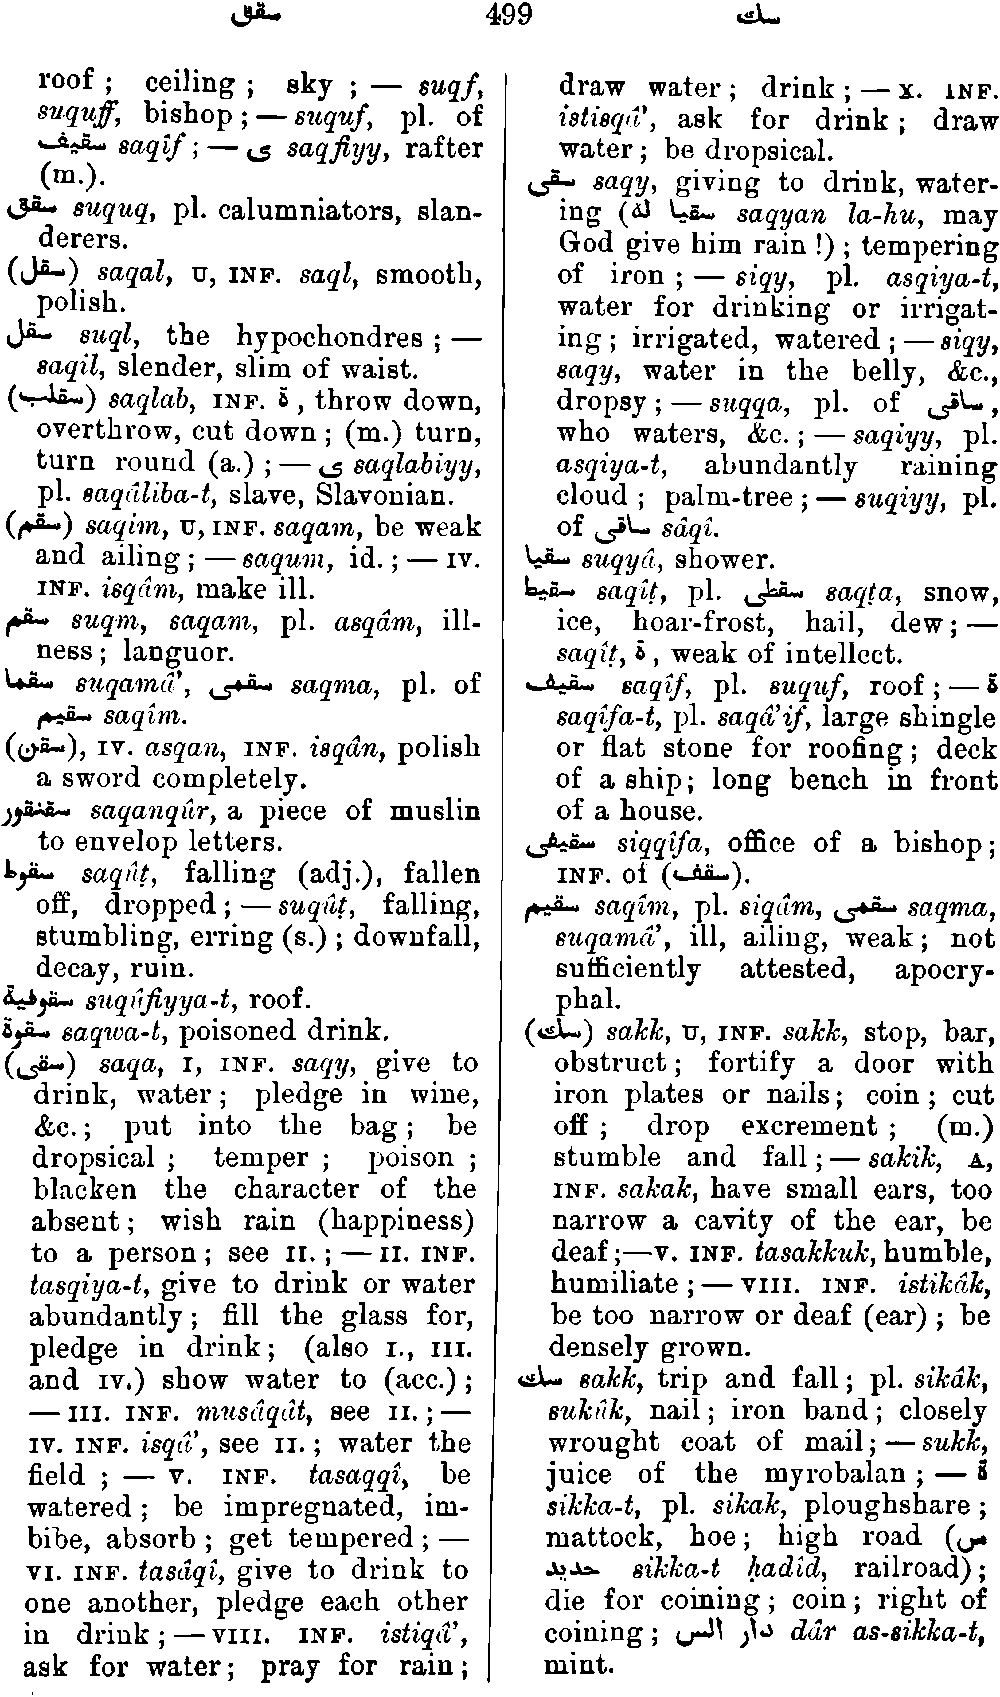 سقق 499 سك
roof ; ceiling ; sky ; — suqf,
suquff, bishop ; — suquf, pl. of
سقيف saqîf ; — ى saqfiyy, rafter
(m.).
سقق suquq, pl. calumniators, slan-
derers.
(سقل) saqal, U, INF. saql, smooth,
polish.
سقل suql, the hypochondres ; —
saqil, slender, slim of waist.
(سقلب) saqlab, INF. ة , throw down,
overthrow, cut down ; (m.) turn,
turn round (a.) ; — ى saqlabiyy,
pl. saqâliba-t, slave, Slavonian.
(سقم) saqim, U, INF. saqam, be weak
and ailing ; — saqum, id. ; — IV.
INF. isqâm, make ill.
سقم suqm, saqam, pl. asqâm, ill-
ness ; languor.
سقما suqamâ’, سقمى saqma, pl. of
سقيم saqîm.
(سقن), IV. asqan, INF. isqân, polish
a sword completely.
سقنقور saqanqûr, a piece of muslin
to envelop letters.
سقوط saqûṭ, falling (adj.), fallen
off, dropped ; — suqûṭ, falling,
stumbling, erring (s.) ; downfall,
decay, ruin.
سقوفية suqûfiyya-t, roof.
سقوة saqwa-t, poisoned drink.
(سقى) saqa, I, INF. saqy, give to
drink, water ; pledge in wine,
&c. ; put into the bag ; be
dropsical ; temper ; poison ;
blacken the character of the
absent ; wish rain (happiness)
to a person ; see II. ; — II. INF.
tasqiya-t, give to drink or water
abundantly ; fill the glass for,
pledge in drink ; (also I., III.
and IV.) show water to (acc.) ;
— III. INF. musâqât, see II. ; —
IV. INF. isqâ’, see II. ; water the
field ; — V. INF. tasaqqî, be
watered ; be impregnated, im-
bibe, absorb ; get tempered ; —
VI. INF. tasâqî, give to drink to
one another, pledge each other
in drink ; — VIII. INF. istiqâ’,
ask for water ; pray for rain ;
draw water ; drink ; — X. INF.
istisqâ’, ask for drink ; draw
water ; be dropsical.
سقى saqy, giving to drink, water-
ing (سقيا له saqyan la-hu, may
God give him rain !) ; tempering
of iron ; — siqy, pl. asqiya-t,
water for drinking or irrigat-
ing ; irrigated, watered ; — siqy,
saqy, water in the belly, &c.,
dropsy ; — suqqa, pl. of ساقى ,
who waters, &c. ; — saqiyy, pl.
asqiya-t, abundantly raining
cloud ; palm-tree ; — suqiyy, pl.
of ساقى sâqî.
سقيا suqyâ, shower.
سقيط saqîṭ, pl. سقطى saqṭa, snow,
ice, hoar-frost, hail, dew ; —
saqîṭ, ة , weak of intellect.
سقيف saqîf, pl. suquf, roof ; — ة
saqîfa-t, pl. saqâ’if, large shingle
or flat stone for roofing ; deck
of a ship ; long bench in front
of a house.
سقيفى siqqîfa, office of a bishop ;
INF. of (سقف).
سقيم saqîm, pl. siqâm, سقمى saqma,
suqamâ’, ill, ailing, weak ; not
sufficiently attested, apocry-
phal.
(سك) sakk, U, INF. sakk, stop, bar,
obstruct ; fortify a door with
iron plates or nails ; coin ; cut
off ; drop excrement ; (m.)
stumble and fall ; — sakik, A,
INF. sakak, have small ears, too
narrow a cavity of the ear, be
deaf ; — V. INF. tasakkuk, humble,
humiliate ; — VIII. INF. istikâk,
be too narrow or deaf (ear) ; be
densely grown.
سك sakk, trip and fall ; pl. sikâk,
sukûk, nail ; iron band ; closely
wrought coat of mail ; — sukk,
juice of the myrobalan ; — ة
sikka-t, pl. sikak, ploughshare ;
mattock, hoe ; high road (س
حديد sikka-t ḥadîd, railroad) ;
die for coining ; coin ; right of
coining ; دار الس dâr as-sikka-t,
mint.